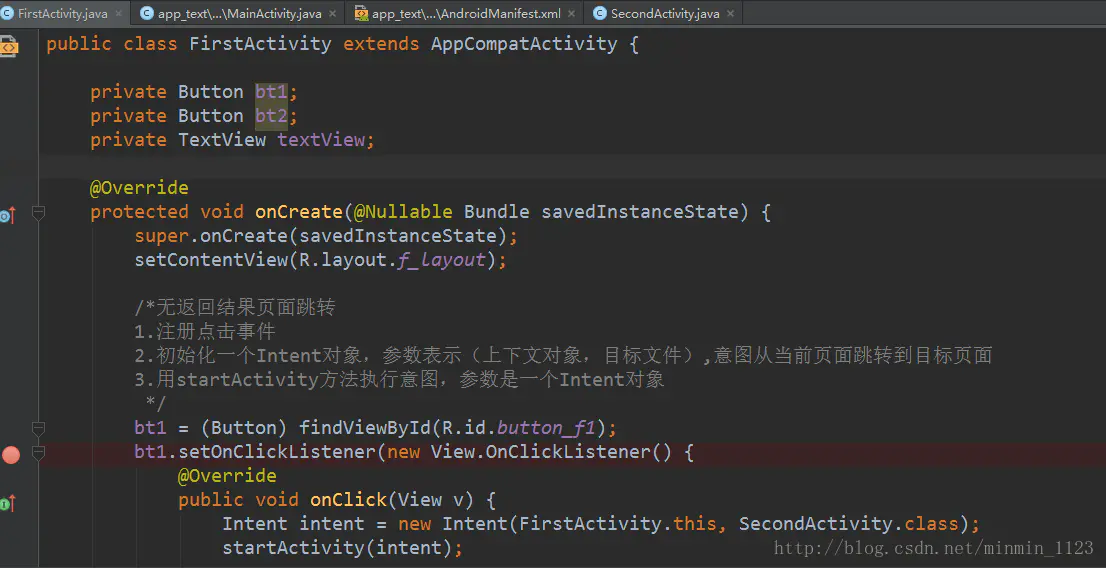 FirstActivity.java × app_text\...\MainActivity.java × app_text\...\AndroidManifest.xml × SecondActivity.java ×
public class FirstActivity extends AppCompatActivity {
private Button bt1;
private Button bt2;
private TextView textView;
@Override
protected void onCreate(@Nullable Bundle savedInstanceState) {
super.onCreate(savedInstanceState);
setContentView(R.layout.f_layout);
/*无返回结果页面跳转
1.注册点击事件
2.初始化一个Intent对象，参数表示（上下文对象，目标文件）,意图从当前页面跳转到目标页面
3.用startActivity方法执行意图，参数是一个Intent对象
*/
bt1 = (Button) findViewById(R.id.button_f1);
bt1.setOnClickListener(new View.OnClickListener() {
@Override
public void onClick(View v) {
Intent intent = new Intent(FirstActivity.this, SecondActivity.class);
startActivity(intent);
http://blog.csdn.net/minmin_1123